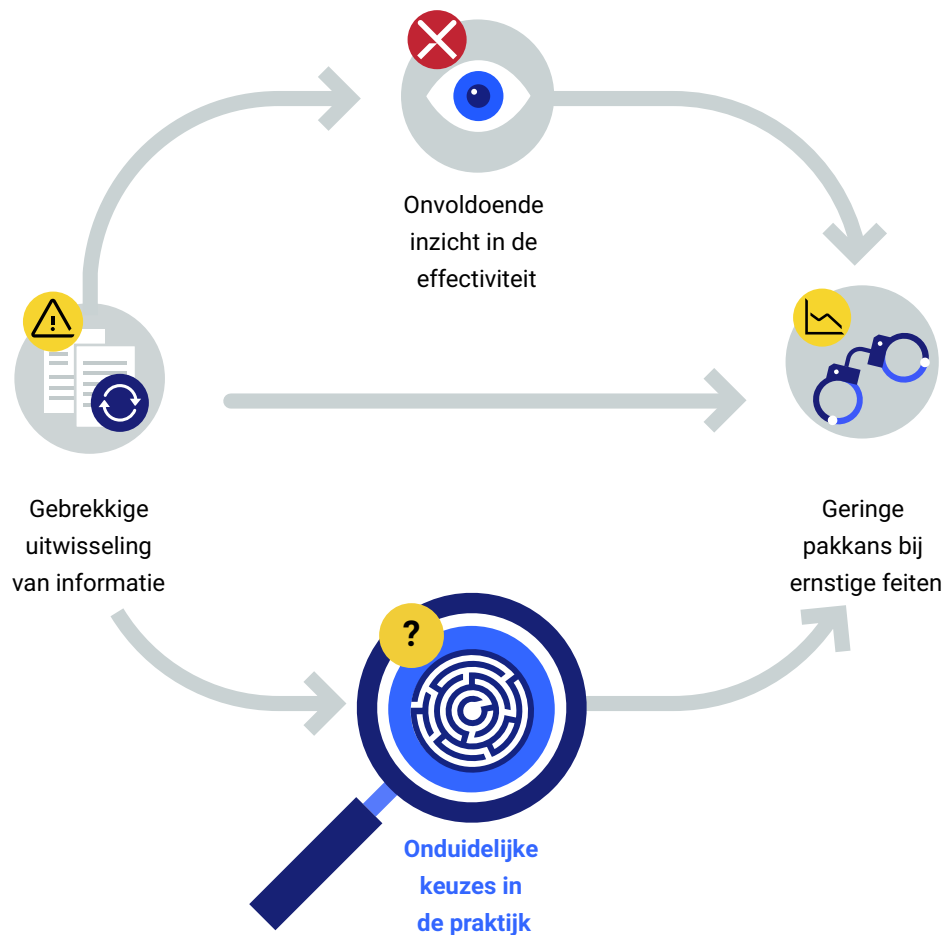 Onvoldoende
inzicht in de
effectiviteit
Gebrekkige
uitwisseling
van informatie
Geringe
pakkans bij
ernstige feiten
?
Onduidelijke
keuzes in
de praktijk